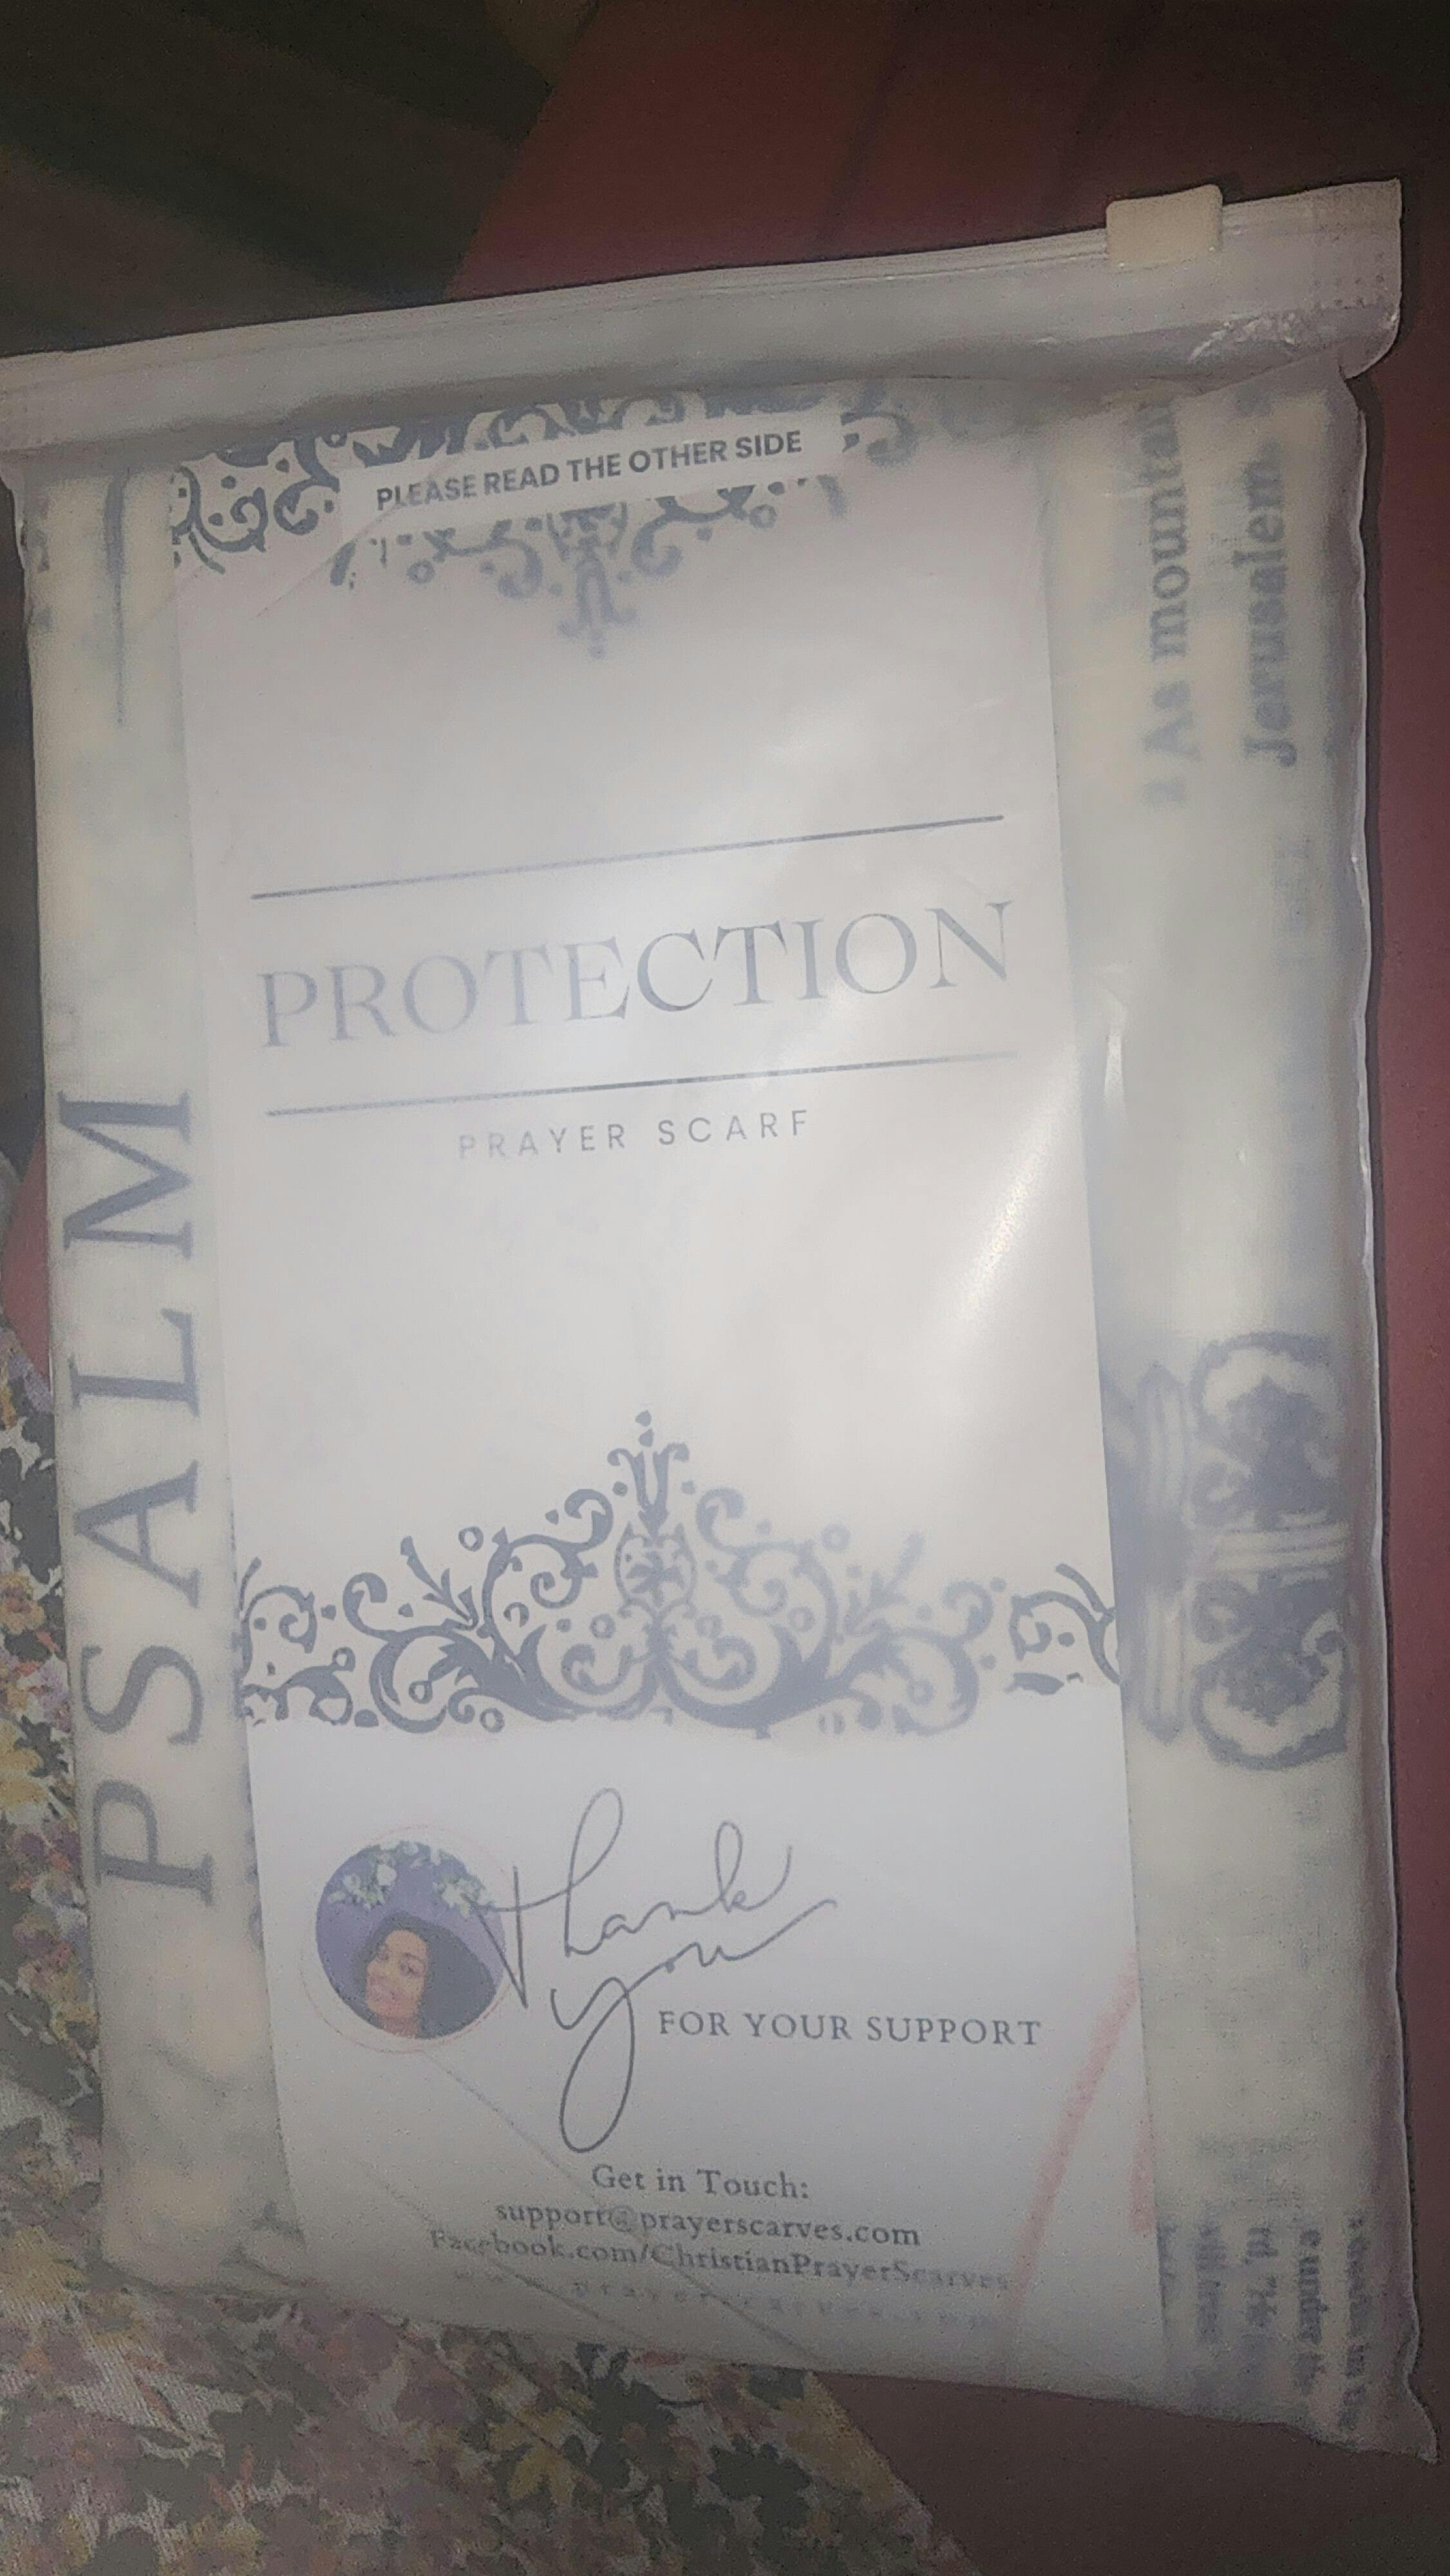 PLEASE READ THE OTHER SIDE
PROTECTION
PRAYER SCARF
Thank
you
FOR YOUR SUPPORT
Get in Touch:
support@prayerscarves.com
Facebook.com/ChristianPrayerScarves
PSALM
2 As mountain
Jerusalem